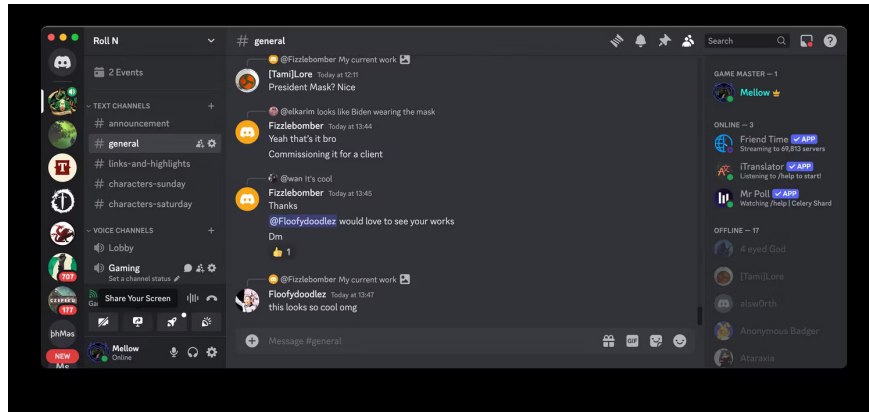 Roll N
2 Events
TEXT CHANNELS
announcement
general
links-and-highlights
characters-sunday
characters-saturday
VOICE CHANNELS
Lobby
Gaming
Set a channel status
Share Your Screen
Mellow
Online
T
707
177
þhMas
NEW
# general
Search
@Fizzlebomber My current work
[Tami]Lore Today at 12:11
President Mask? Nice
@elkarim looks like Biden wearing the mask
Fizzlebomber Today at 13:44
Yeah that's it bro
Commissioning it for a client
@wan It's cool
Fizzlebomber Today at 13:45
Thanks
@Floofydoodlez would love to see your works
Dm
👍 1
@Fizzlebomber My current work
Floofydoodlez Today at 13:47
this looks so cool omg
Message #general
GIF
GAME MASTER — 1
Mellow
ONLINE — 3
Friend Time ✓ APP
Streaming to 69,813 servers
iTranslator ✓ APP
Listening to /help to start!
Mr Poll ✓ APP
Watching /help | Celery Shard
OFFLINE — 17
4 eyed God
[Tami]Lore
alsw0rth
Anonymous Badger
Ataraxia